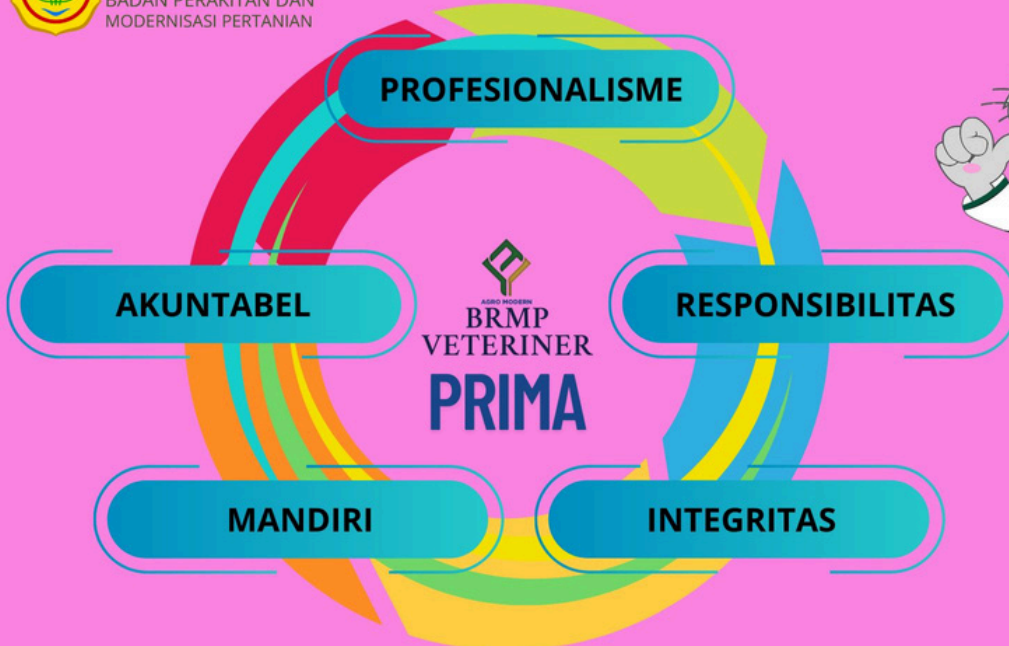 BADAN PERAKITAN DAN
MODERNISASI PERTANIAN
PROFESIONALISME
AKUNTABEL
RESPONSIBILITAS
AGRO MODERN
BRMP
VETERINER
PRIMA
MANDIRI
INTEGRITAS